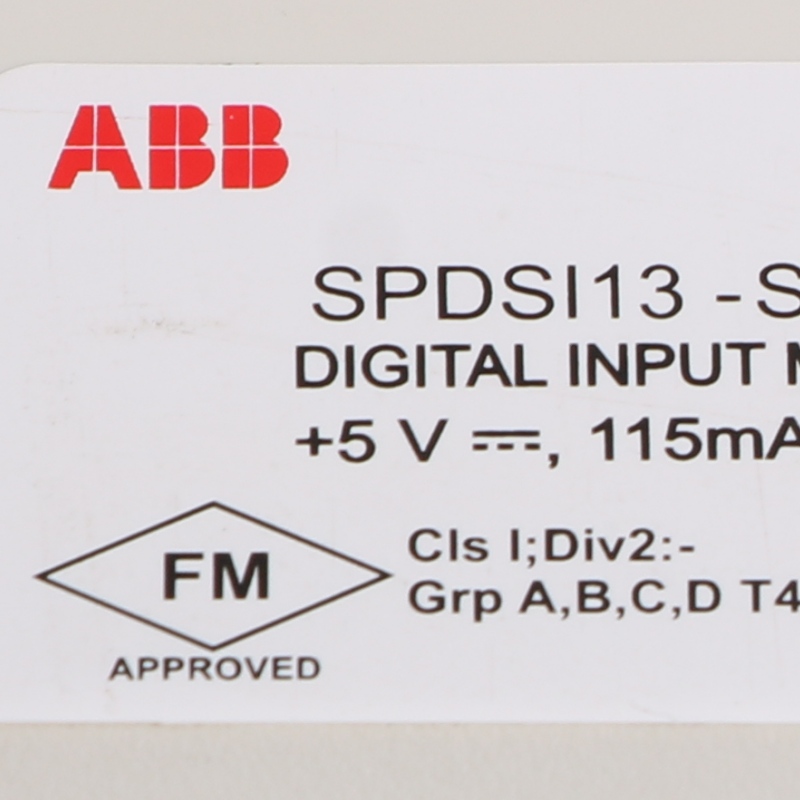 ABB
SPDSI13 - S
DIGITAL INPUT
+5 V ⎓, 115mA
FM
APPROVED
Cls I;Div2:-
Grp A,B,C,D T4